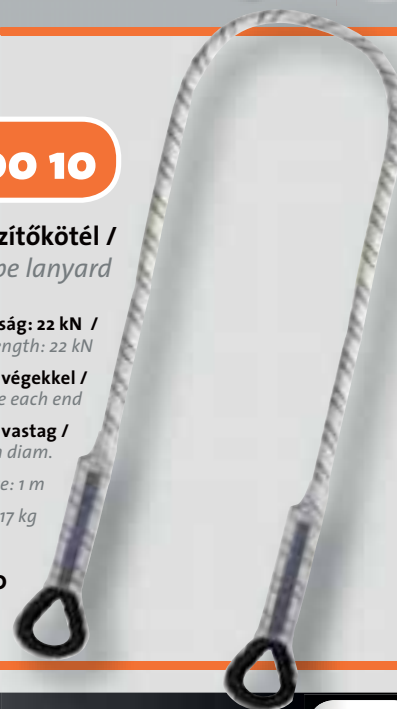 00 10
zítőkötél /
pe lanyard
ság: 22 kN /
ength: 22 kN
végekkel /
e each end
vastag /
n diam.
e: 1 m
17 kg